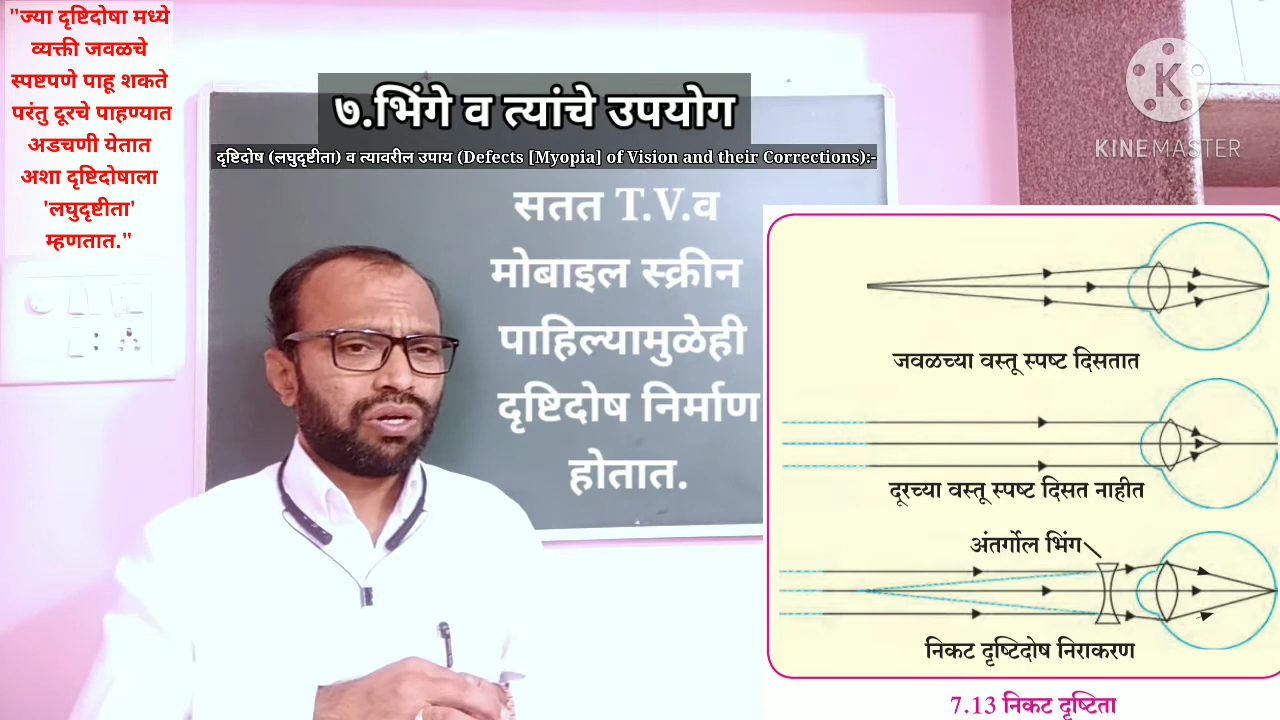 "ज्या दृष्टिदोषा मध्ये
व्यक्ती जवळचे
स्पष्टपणे पाहू शकते
परंतु दूरचे पाहण्यात
अडचणी येतात
अशा दृष्टिदोषाला
'लघुदृष्टीता'
म्हणतात."
७.भिंगे व त्यांचे उपयोग
दृष्टिदोष (लघुदृष्टीता) व त्यावरील उपाय (Defects [Myopia] of Vision and their Corrections):-
सतत T.V.व
मोबाइल स्क्रीन
पाहिल्यामुळेही
दृष्टिदोष निर्माण
होतात.
K
KINEMASTER
जवळच्या वस्तू स्पष्ट दिसतात
दूरच्या वस्तू स्पष्ट दिसत नाहीत
अंतर्गोल भिंग
निकट दृष्टिदोष निराकरण
7.13 निकट दृष्टिता